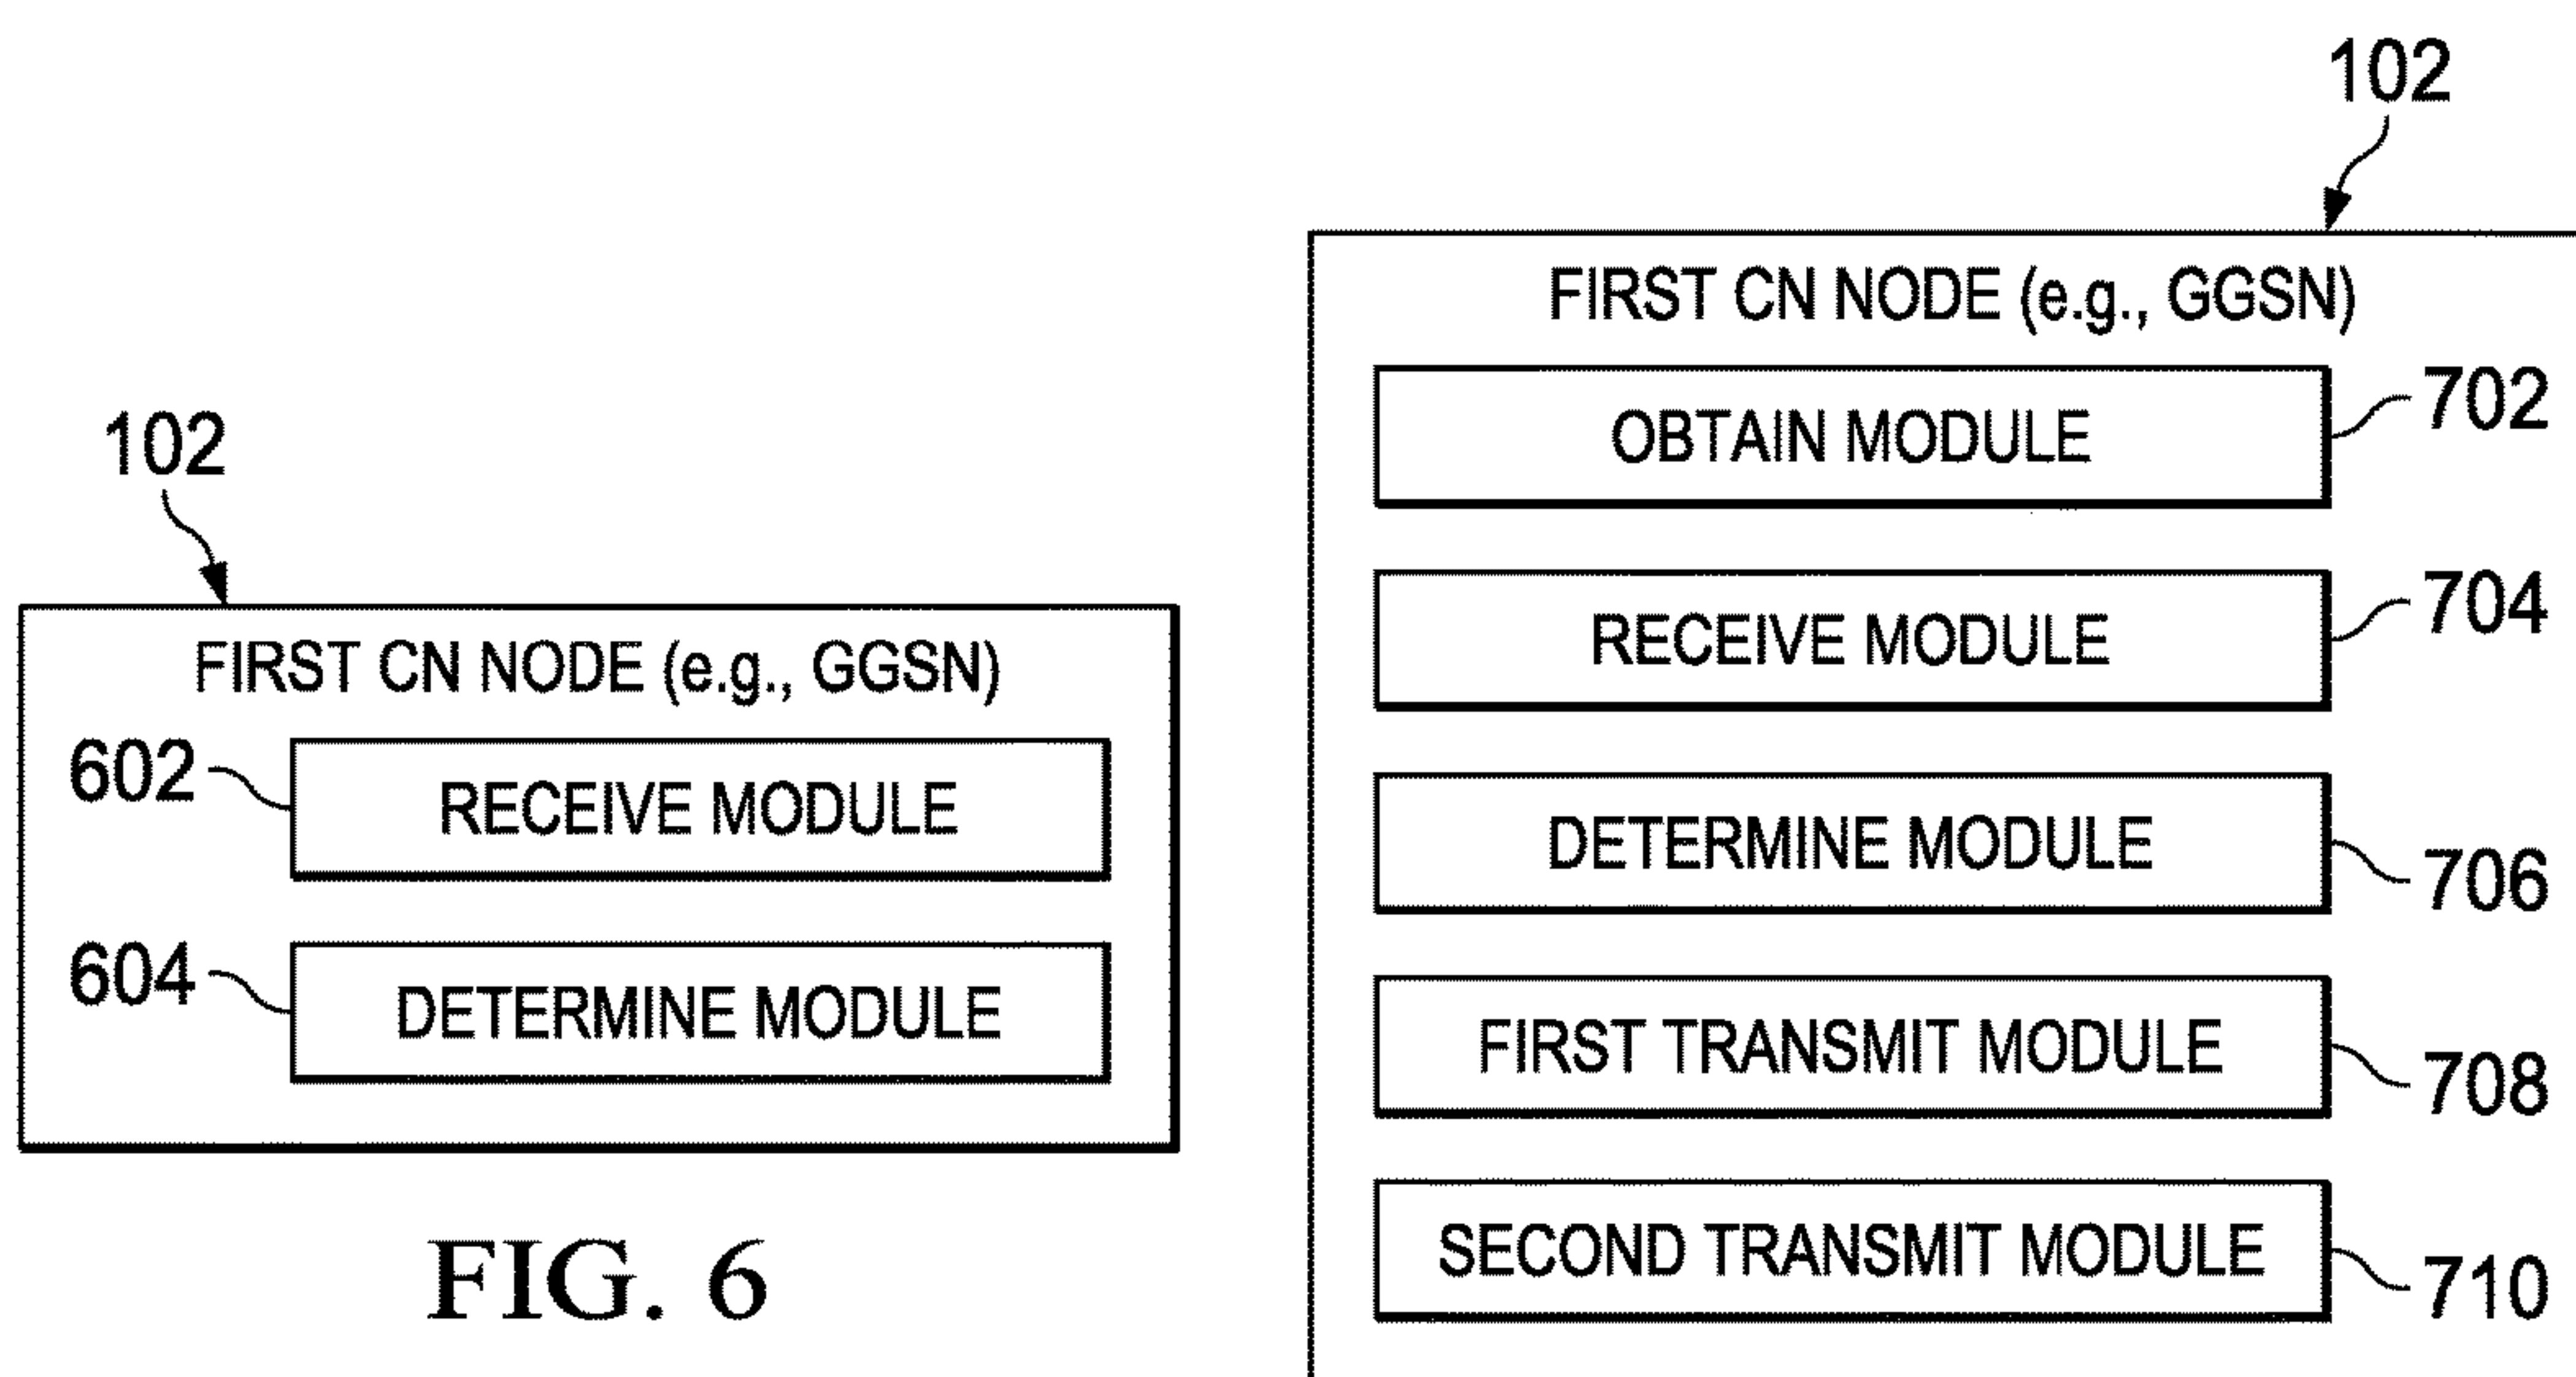 102
FIRST CN NODE (e.g., GGSN)
602
RECEIVE MODULE
604
DETERMINE MODULE
FIG. 6
102
FIRST CN NODE (e.g., GGSN)
OBTAIN MODULE
702
RECEIVE MODULE
704
DETERMINE MODULE
706
FIRST TRANSMIT MODULE
708
SECOND TRANSMIT MODULE
710